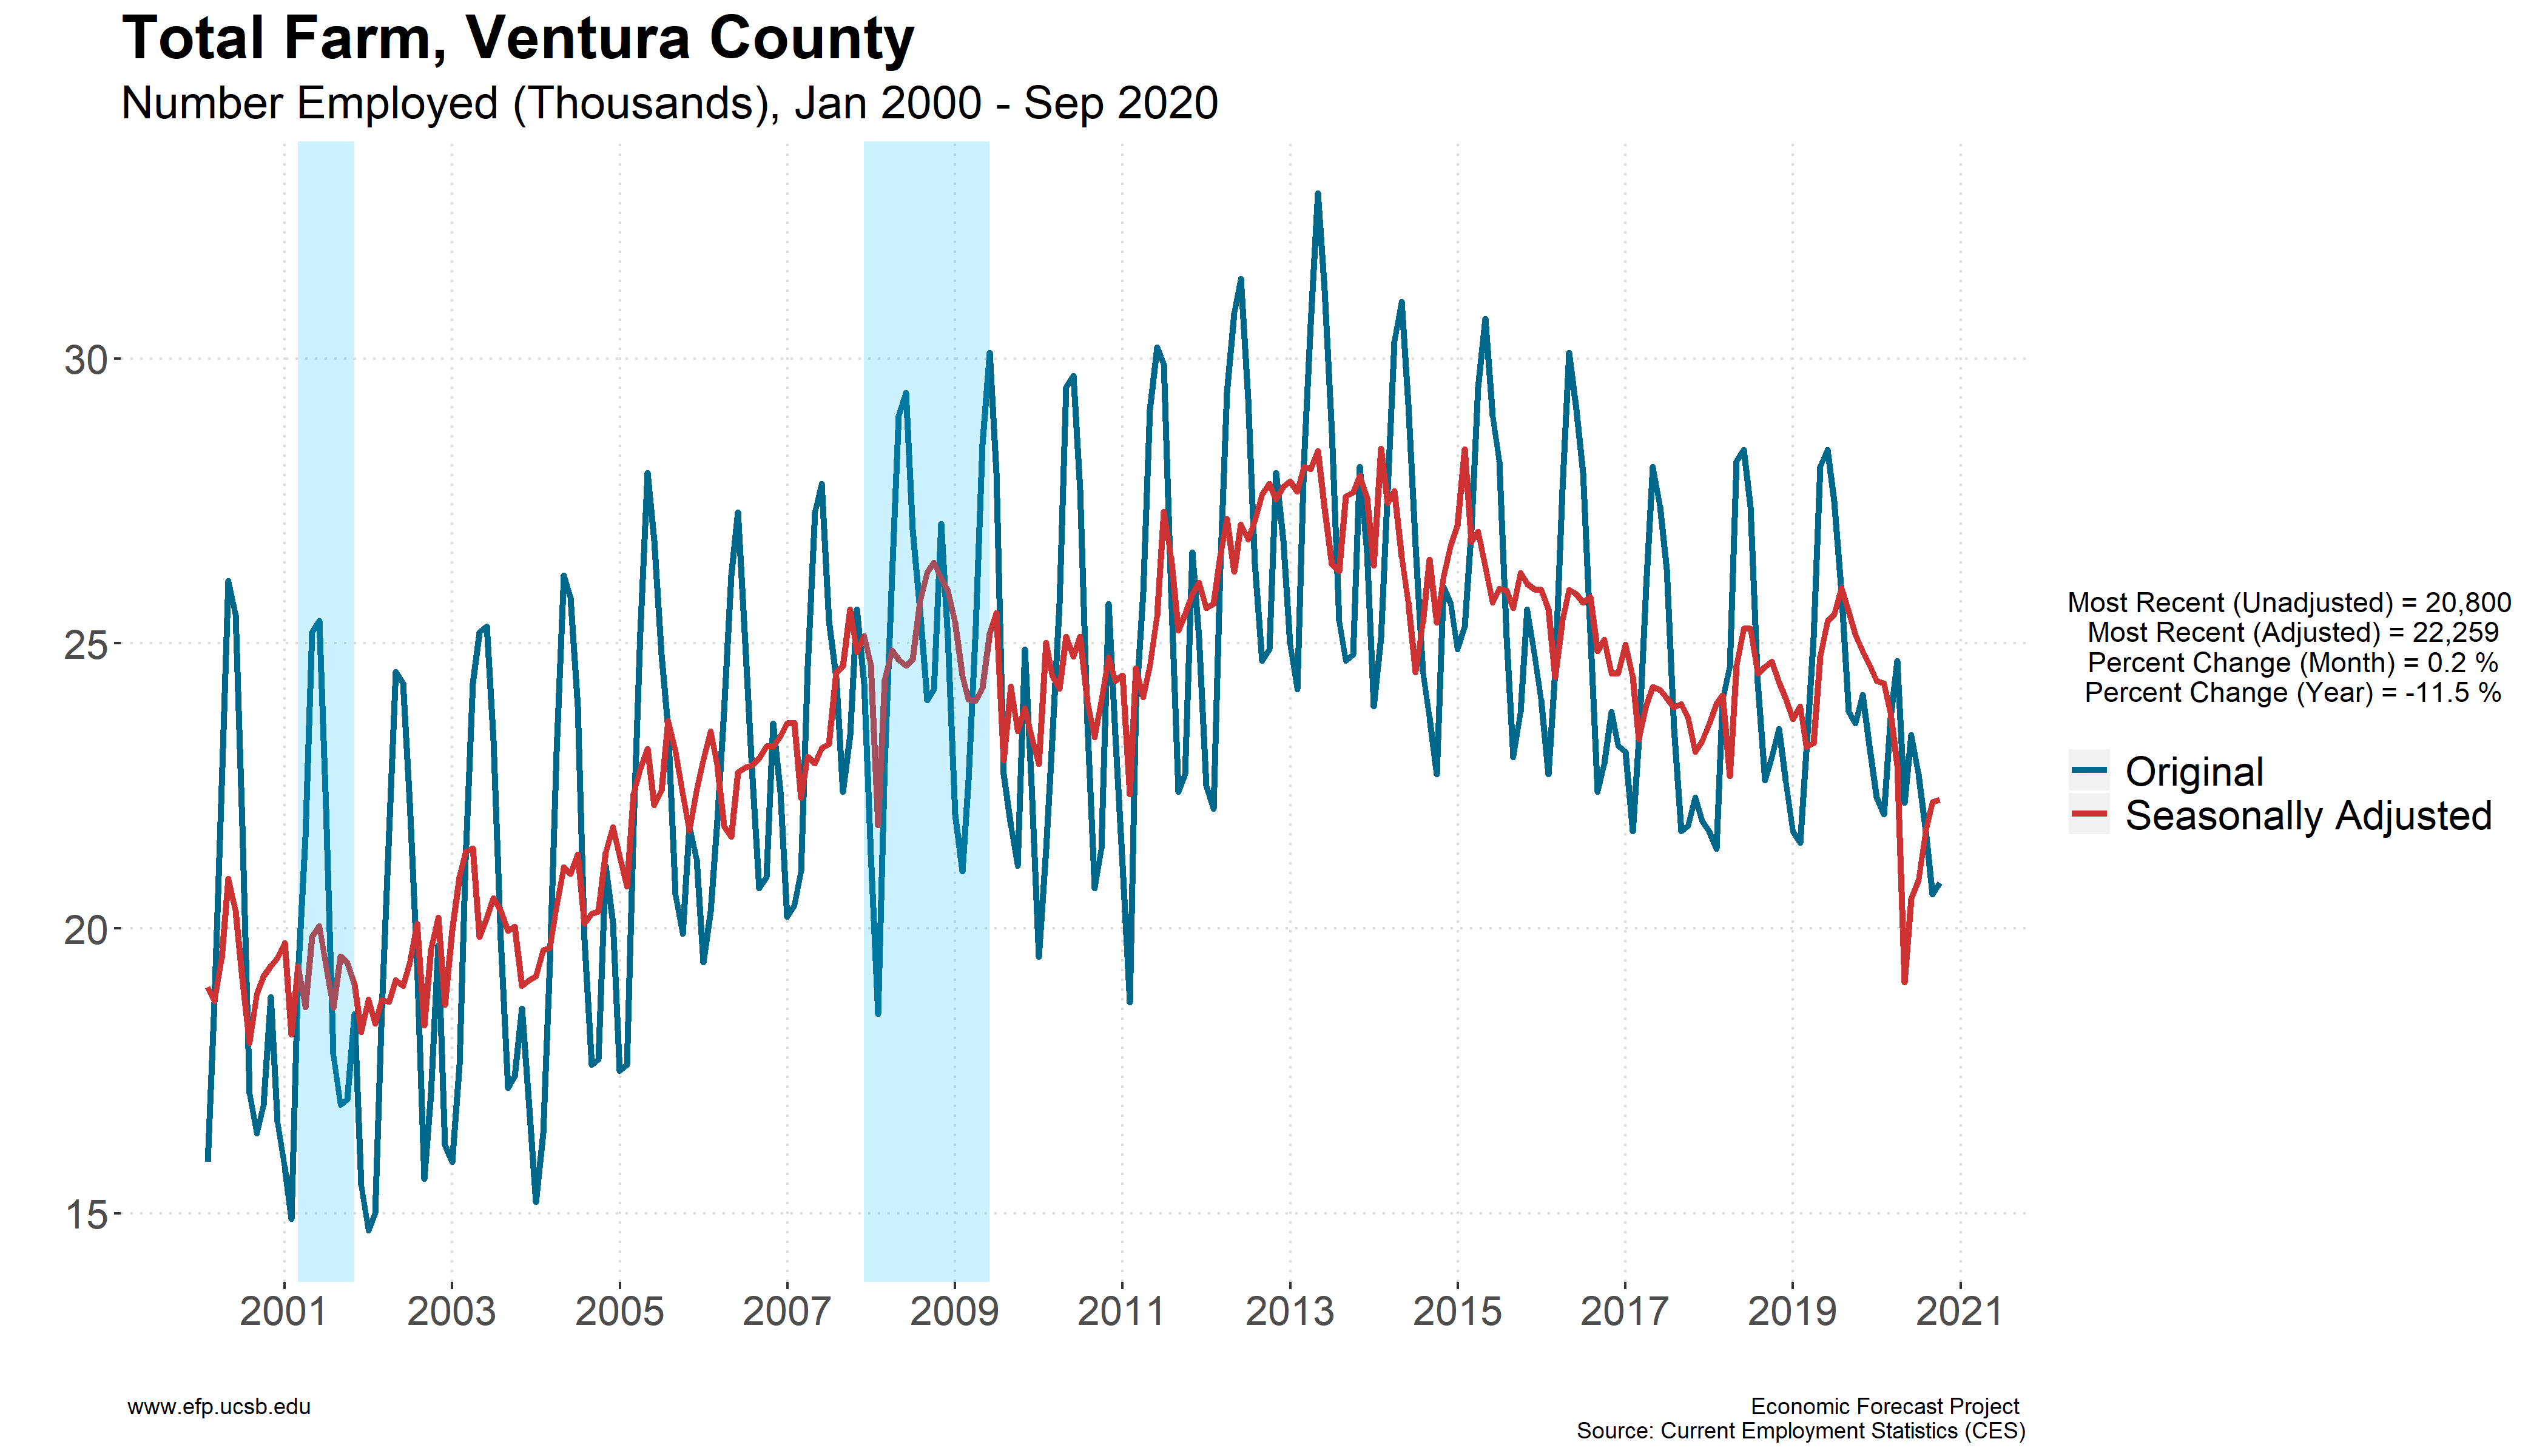 Total Farm, Ventura County
Number Employed (Thousands), Jan 2000 - Sep 2020
30
25
20
15
2001 2003 2005 2007 2009 2011 2013 2015 2017 2019 2021
Most Recent (Unadjusted) = 20,800
Most Recent (Adjusted) = 22,259
Percent Change (Month) = 0.2 %
Percent Change (Year) = -11.5 %
Original
Seasonally Adjusted
www.efp.ucsb.edu
Economic Forecast Project
Source: Current Employment Statistics (CES)